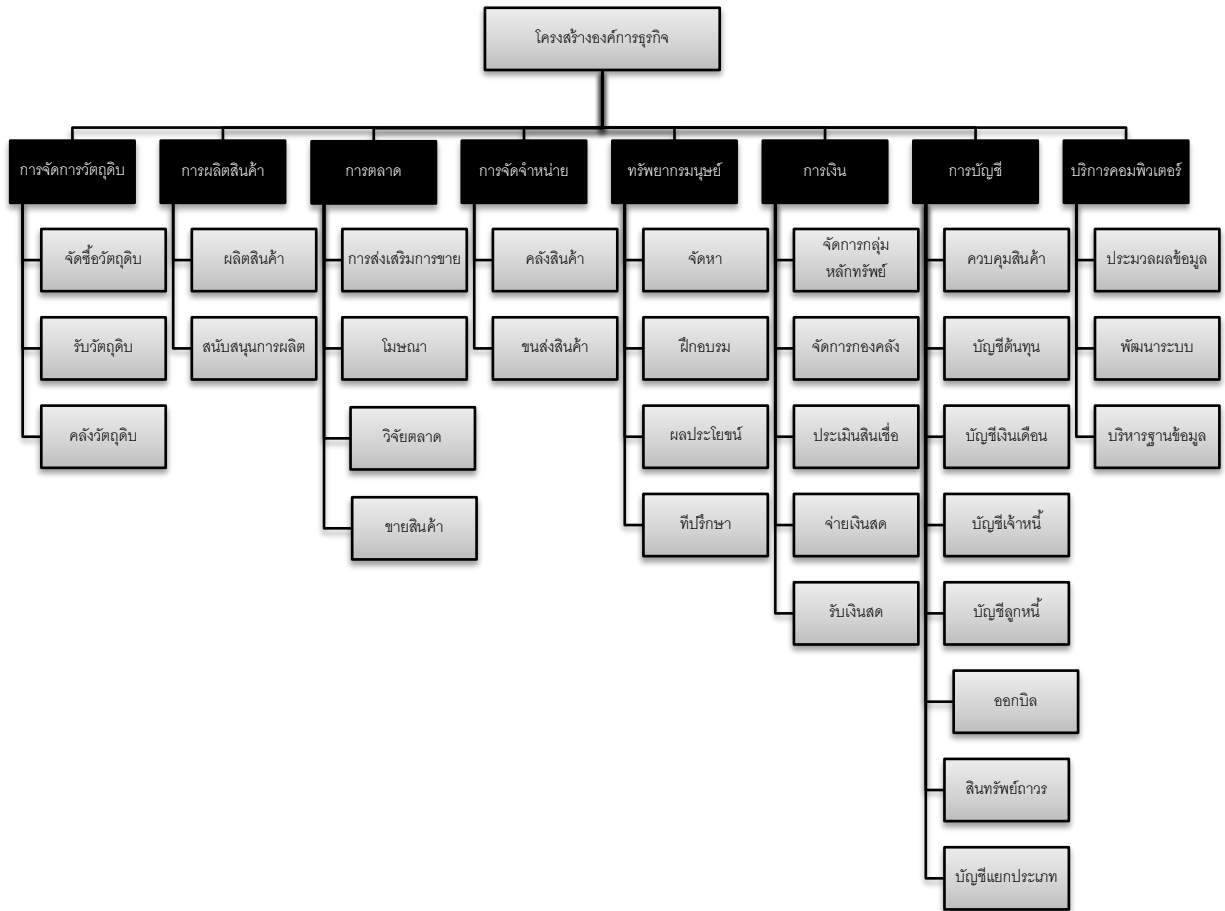 โครงสร้างองค์การธุรกิจ
การจัดการวัตถุดิบ
จัดซื้อวัตถุดิบ
รับวัตถุดิบ
คลังวัตถุดิบ
การผลิตสินค้า
ผลิตสินค้า
สนับสนุนการผลิต
การตลาด
การส่งเสริมการขาย
โมษณา
วิจัยตลาด
ขายสินค้า
การจัดจำหน่าย
คลังสินค้า
ขนส่งสินค้า
ทรัพยากรมนุษย์
จัดหา
ฝึกอบรม
ผลประโยขน์
ที่ปรึกษา
การเงิน
จัดการกลุ่ม
หลักทรัพย์
จัดการกองคลัง
ประเมินสินเชื่อ
จ่ายเงินสด
รับเงินสด
การบัญชี
ควบคุมสินค้า
บัญชีต้นทุน
บัญชีเงินเดือน
บัญชีเจ้าหนี้
บัญชีลูกหนี้
ออกบิล
สินทรัพย์ถาวร
บัญชีแยกประเภท
บริการคอมพิวเตอร์
ประมวลผลข้อมูล
พัฒนาระบบ
บริหารฐานข้อมูล